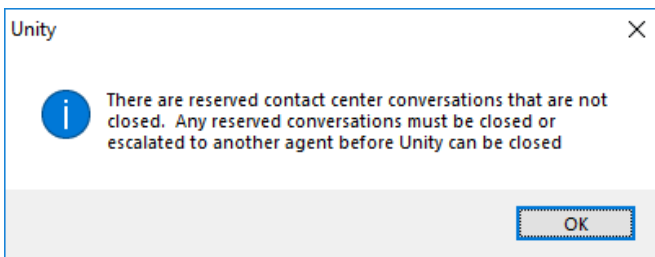 Unity
There are reserved contact center conversations that are not
closed.  Any reserved conversations must be closed or
escalated to another agent before Unity can be closed
OK